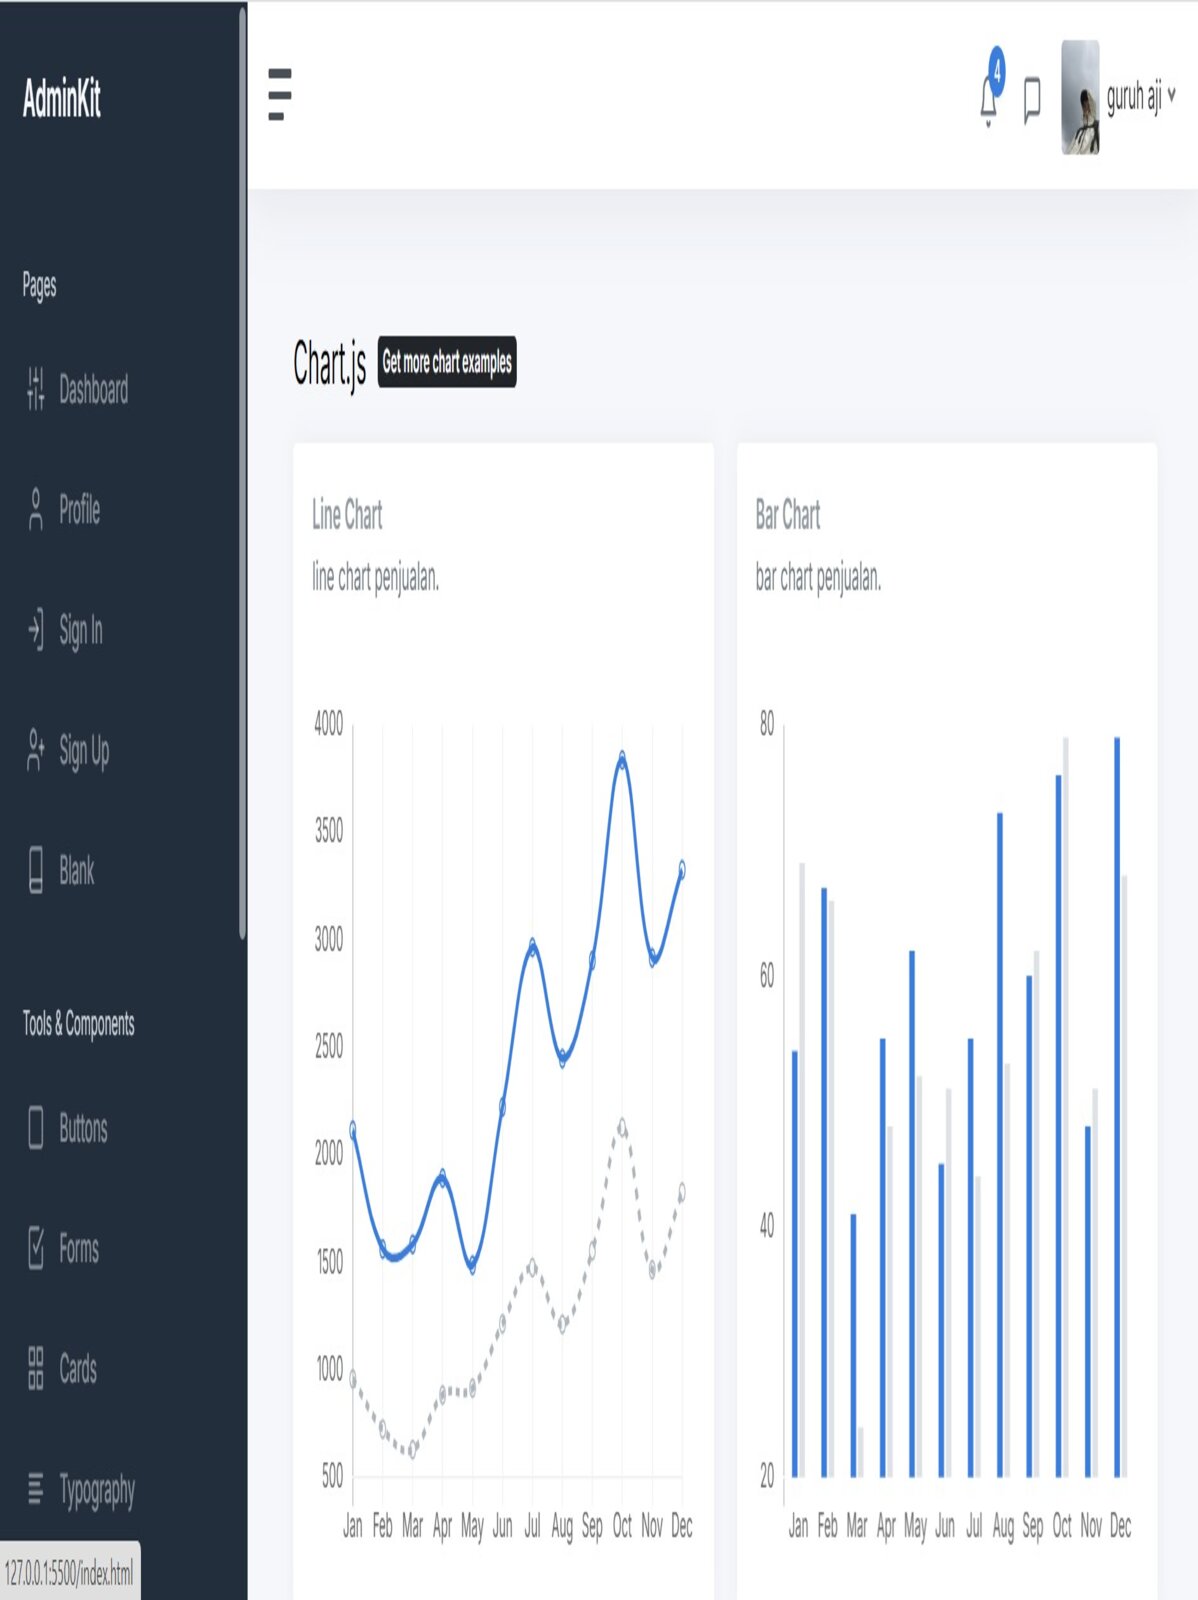 AdminKit
Pages
Dashboard
Profile
Sign In
Sign Up
Blank
Tools & Components
Buttons
Forms
Cards
Typography
127.0.0.1:5500/index.html
4
guruh aji
Chart.js
Get more chart examples
Line Chart
line chart penjualan.
4000
3500
3000
2500
2000
1500
1000
500
Jan Feb Mar Apr May Jun Jul Aug Sep Oct Nov Dec
Bar Chart
bar chart penjualan.
80
60
40
20
Jan Feb Mar Apr May Jun Jul Aug Sep Oct Nov Dec